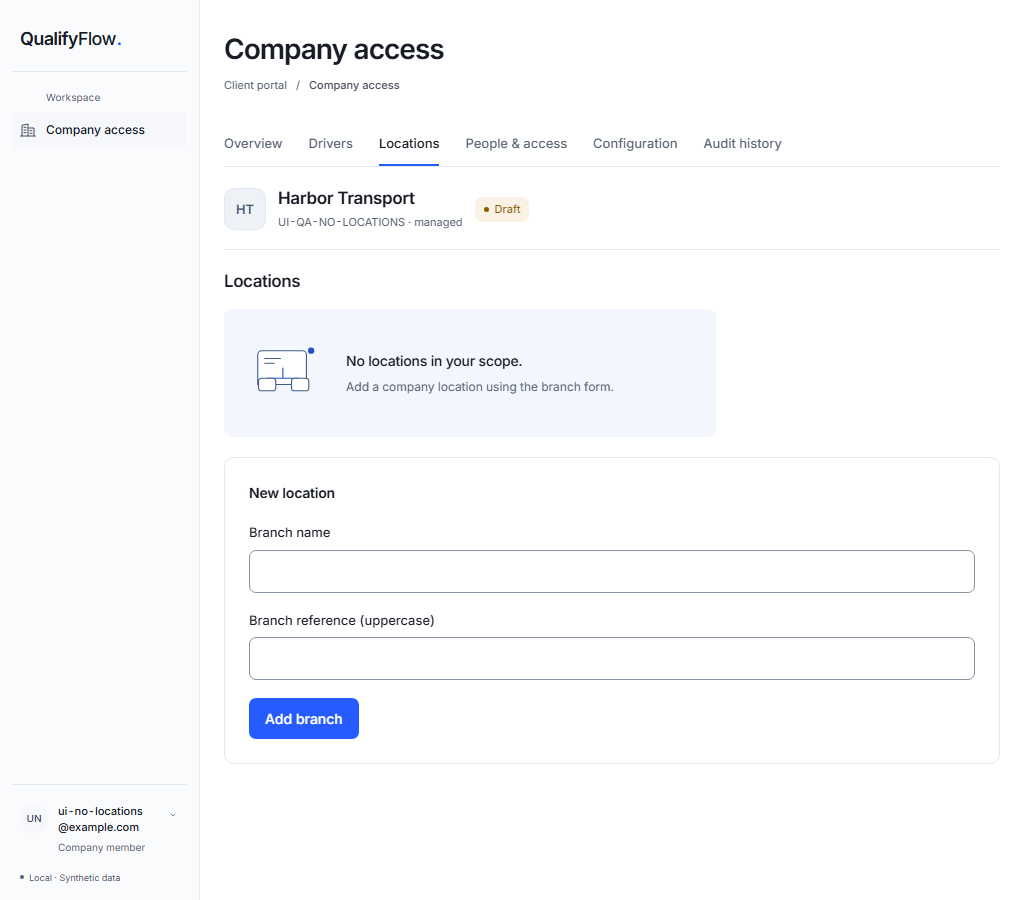 QualifyFlow.
Workspace
Company access
UN
ui-no-locations
@example.com
Company member
Local · Synthetic data
Company access
Client portal / Company access
Overview Drivers Locations People & access Configuration Audit history
HT
Harbor Transport
UI-QA-NO-LOCATIONS · managed
Draft
Locations
No locations in your scope.
Add a company location using the branch form.
New location
Branch name
Branch reference (uppercase)
Add branch